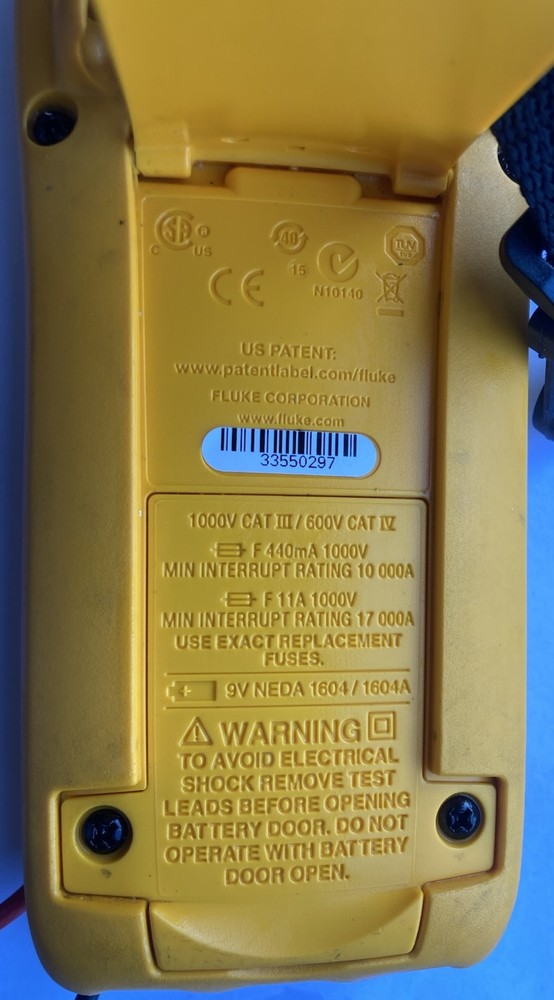 C SA ® US
40
15
N10140
TÜV
CE
US PATENT:
www.patentlabel.com/fluke
FLUKE CORPORATION
www.fluke.com
33550297
1000V CAT III / 600V CAT IV
F 440mA 1000V
MIN INTERRUPT RATING 10 000A
F 11A 1000V
MIN INTERRUPT RATING 17 000A
USE EXACT REPLACEMENT
FUSES.
9V NEDA 1604 / 1604A
WARNING
TO AVOID ELECTRICAL
SHOCK REMOVE TEST
LEADS BEFORE OPENING
BATTERY DOOR. DO NOT
OPERATE WITH BATTERY
DOOR OPEN.